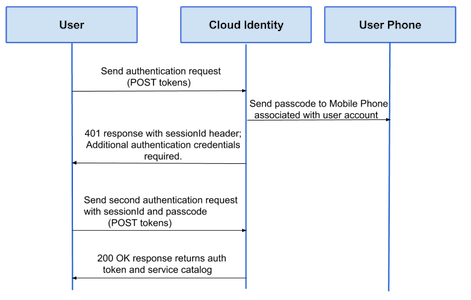 User
Cloud Identity
User Phone
Send authentication request
(POST tokens)
Send passcode to Mobile Phone
associated with user account
401 response with sessionId header;
Additional authentication credentials
required.
Send second authentication request
with sessionId and passcode
(POST tokens)
200 OK response returns auth
token and service catalog